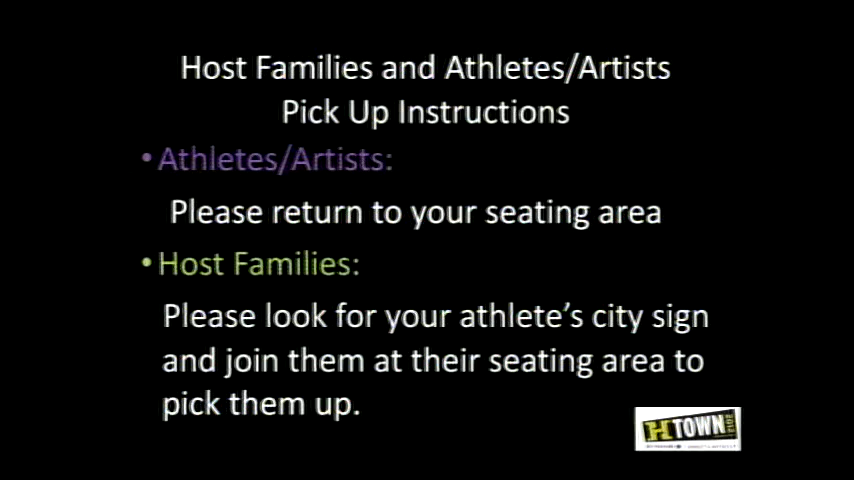 Host Families and Athletes/Artists
Pick Up Instructions
•Athletes/Artists:
Please return to your seating area
•Host Families:
Please look for your athlete's city sign
and join them at their seating area to
pick them up.
H TOWN 2012